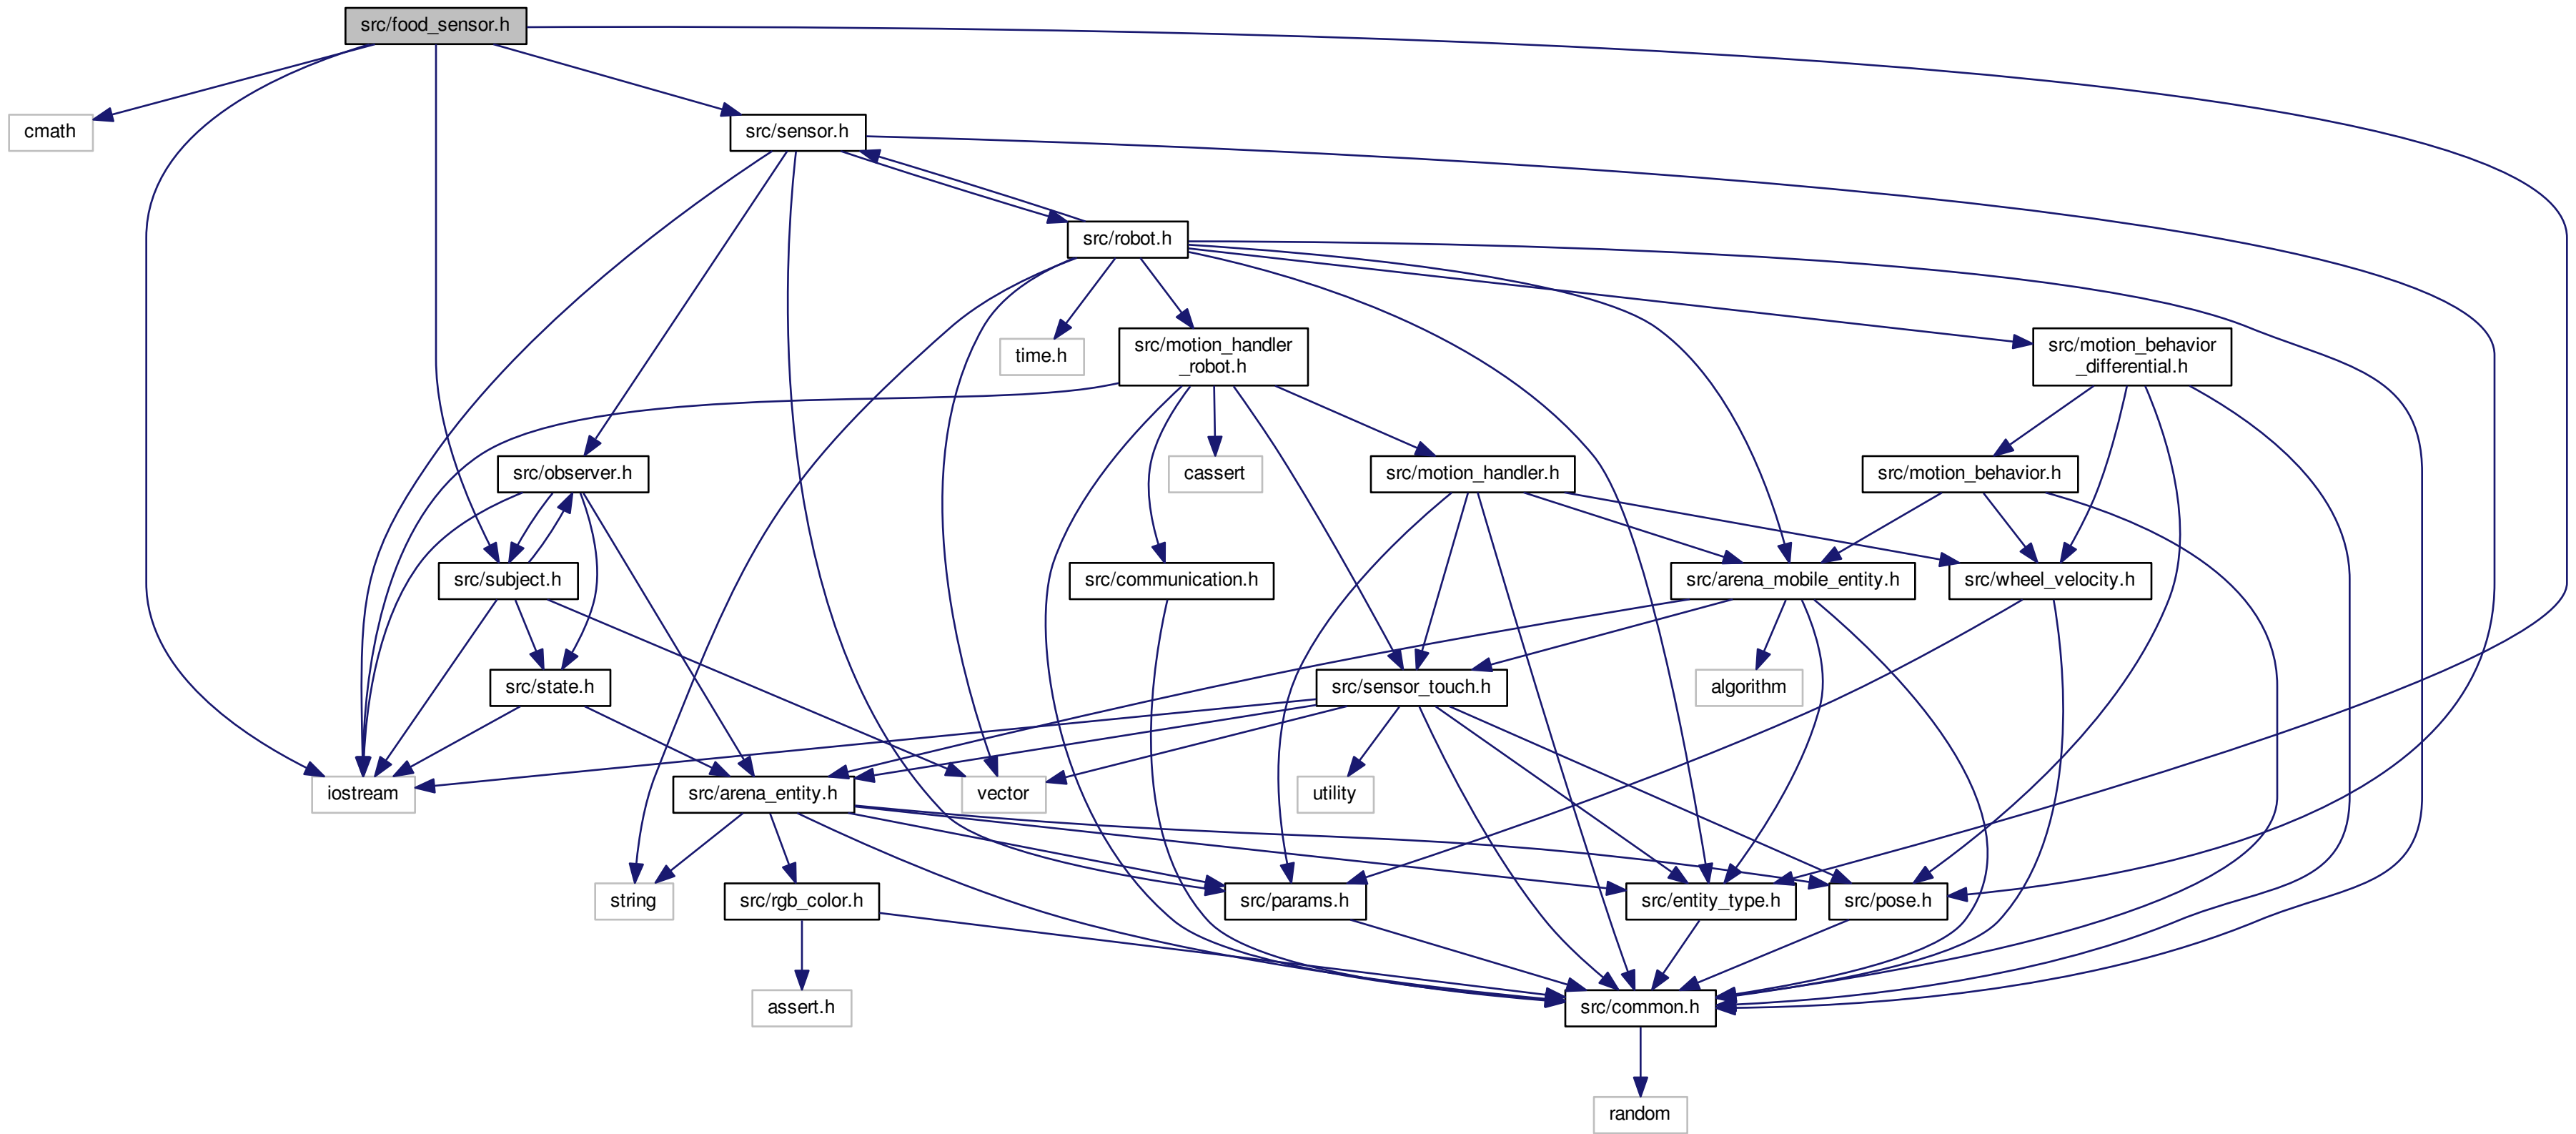 src/food_sensor.h
cmath
src/sensor.h
src/robot.h
time.h
src/motion_handler
_robot.h
src/motion_behavior
_differential.h
src/observer.h
cassert
src/motion_handler.h
src/motion_behavior.h
src/subject.h
src/communication.h
src/arena_mobile_entity.h
src/wheel_velocity.h
src/state.h
src/sensor_touch.h
algorithm
iostream
src/arena_entity.h
vector
utility
string
src/rgb_color.h
src/params.h
src/entity_type.h
src/pose.h
assert.h
src/common.h
random